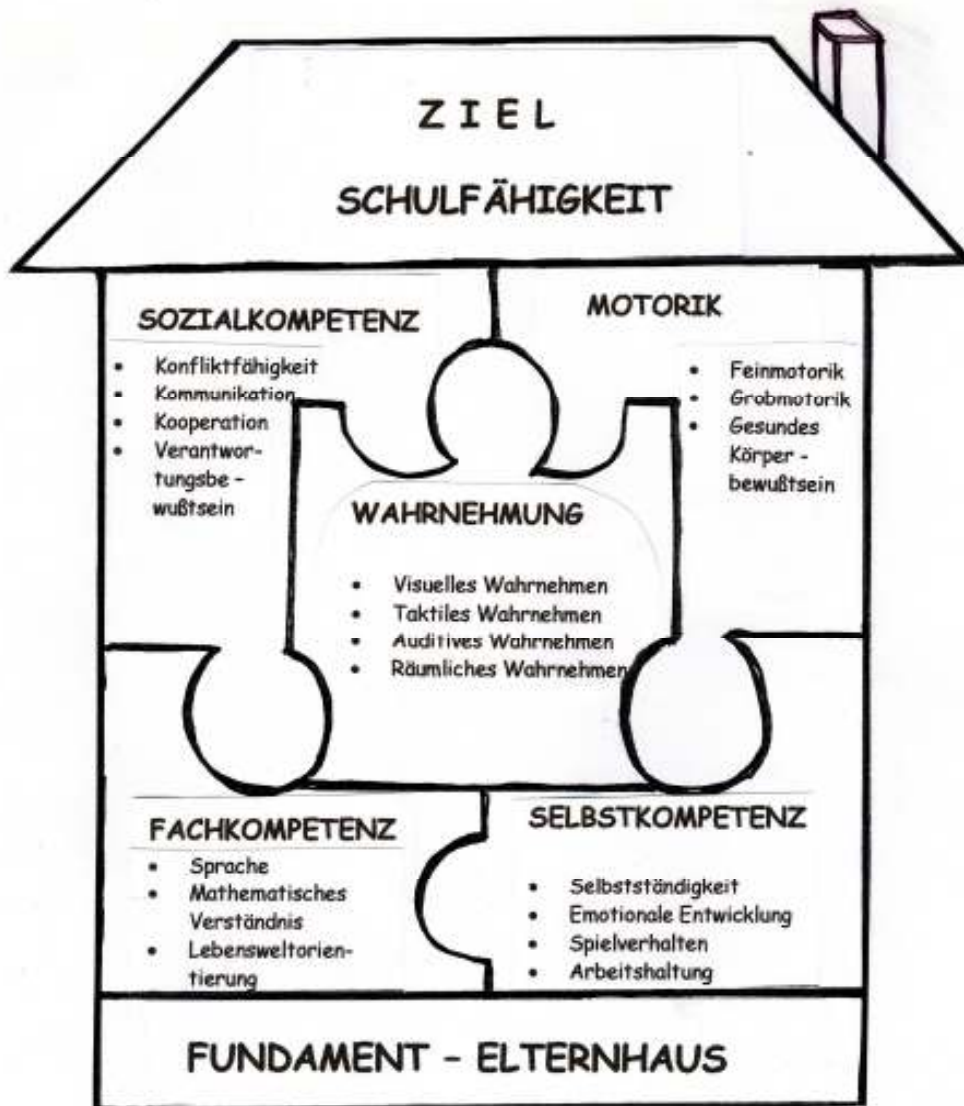 Z I E L
SCHULFÄHIGKEIT
SOZIALKOMPETENZ
• Konfliktfähigkeit
• Kommunikation
• Kooperation
• Verantwor-
tungsbe –
wußtsein
MOTORIK
• Feinmotorik
• Grobmotorik
• Gesundes
Körper -
bewußtsein
WAHRNEHMUNG
• Visuelles Wahrnehmen
• Taktiles Wahrnehmen
• Auditives Wahrnehmen
• Räumliches Wahrnehmen
FACHKOMPETENZ
• Sprache
• Mathematisches
Verständnis
• Lebensweltorien-
tierung
SELBSTKOMPETENZ
• Selbstständigkeit
• Emotionale Entwicklung
• Spielverhalten
• Arbeitshaltung
FUNDAMENT – ELTERNHAUS